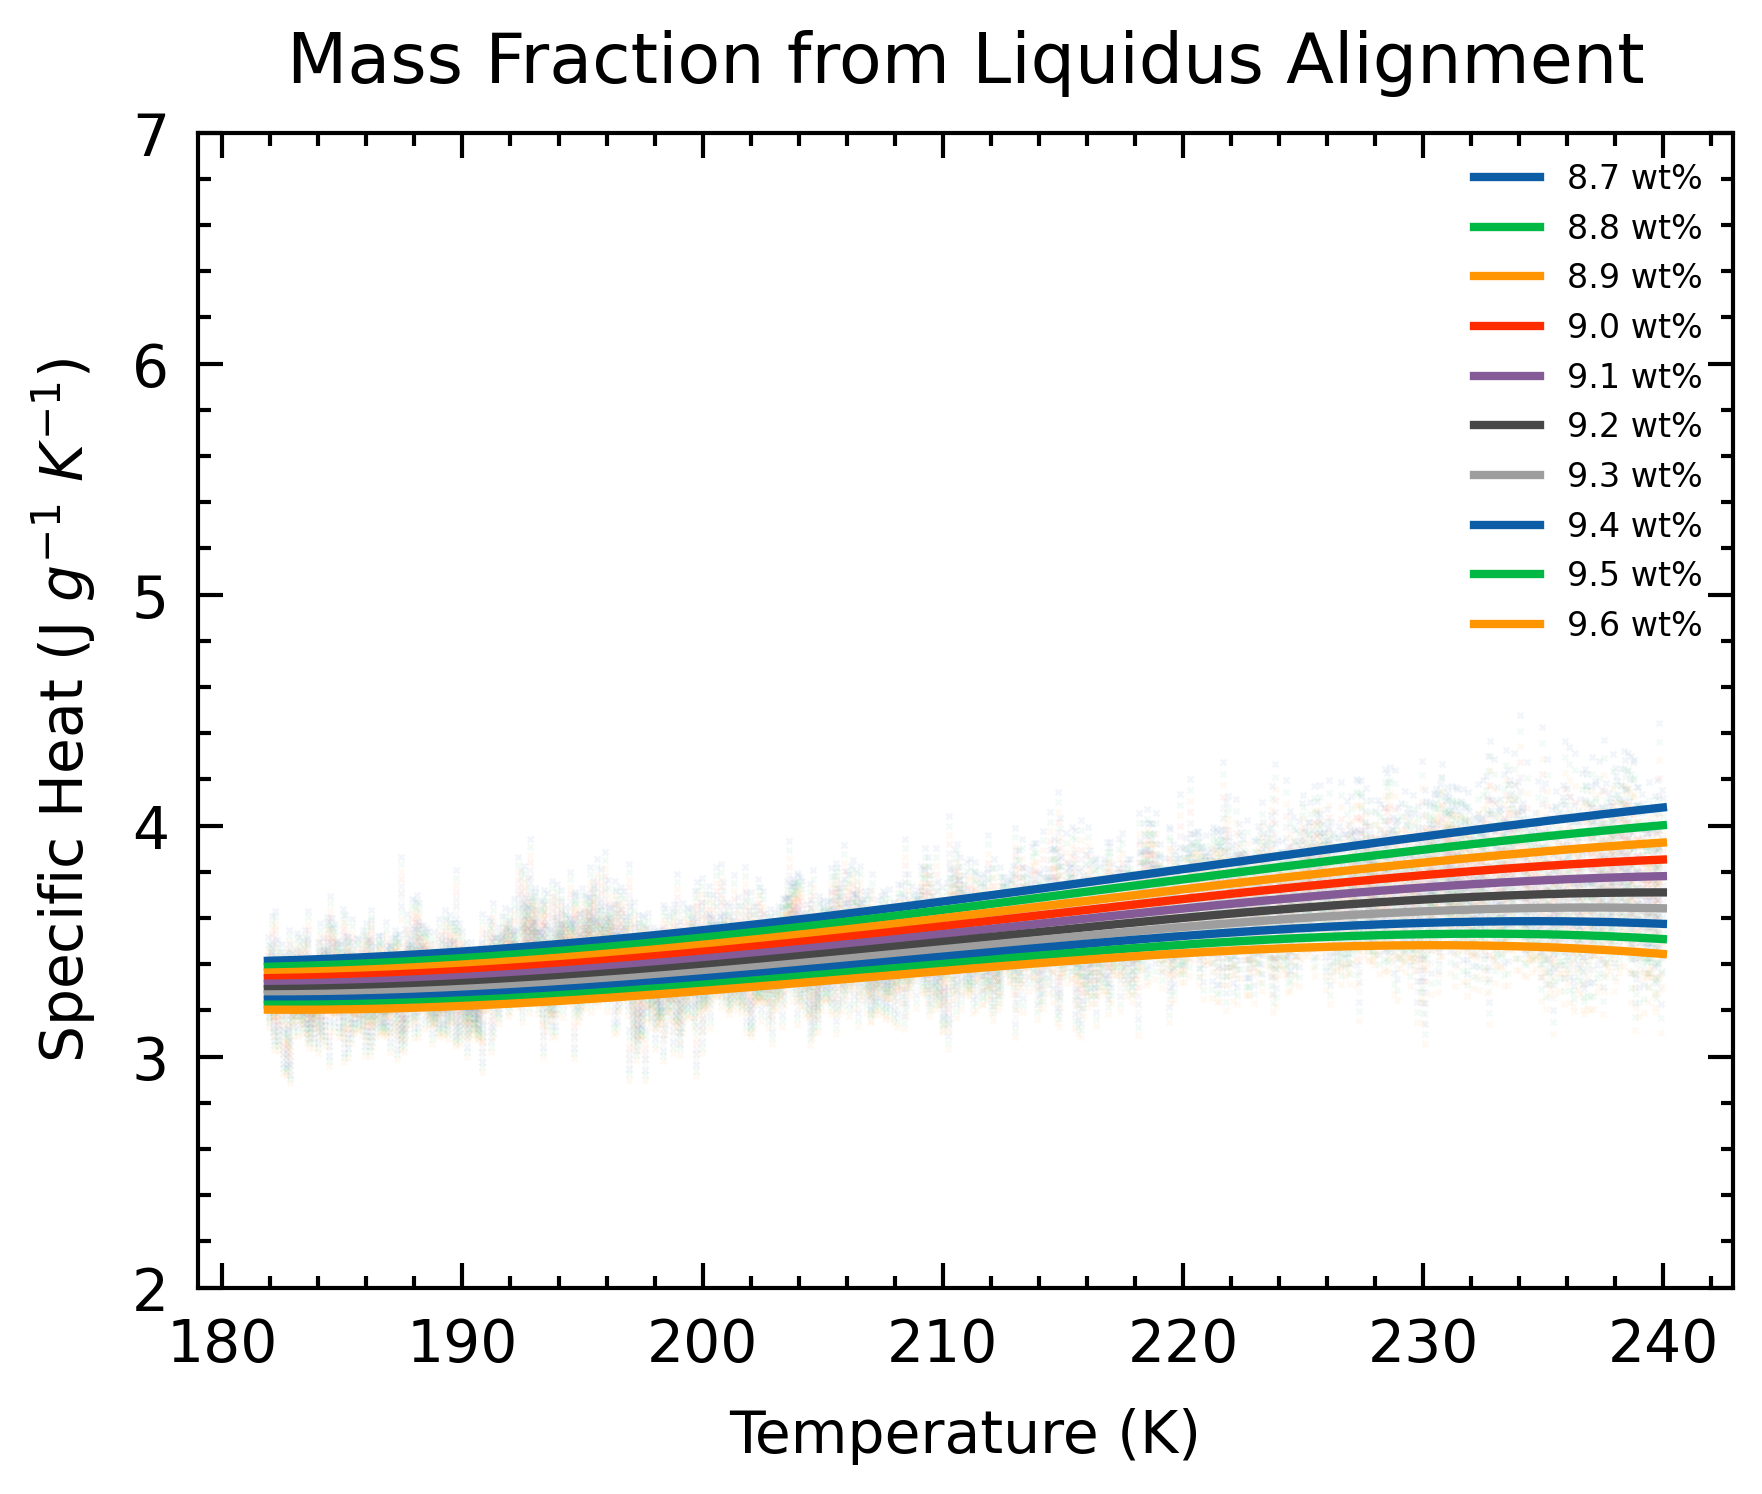 Mass Fraction from Liquidus Alignment
7
6
5
4
3
2
Specific Heat (J g⁻¹ K⁻¹)
8.7 wt%
8.8 wt%
8.9 wt%
9.0 wt%
9.1 wt%
9.2 wt%
9.3 wt%
9.4 wt%
9.5 wt%
9.6 wt%
180 190 200 210 220 230 240
Temperature (K)